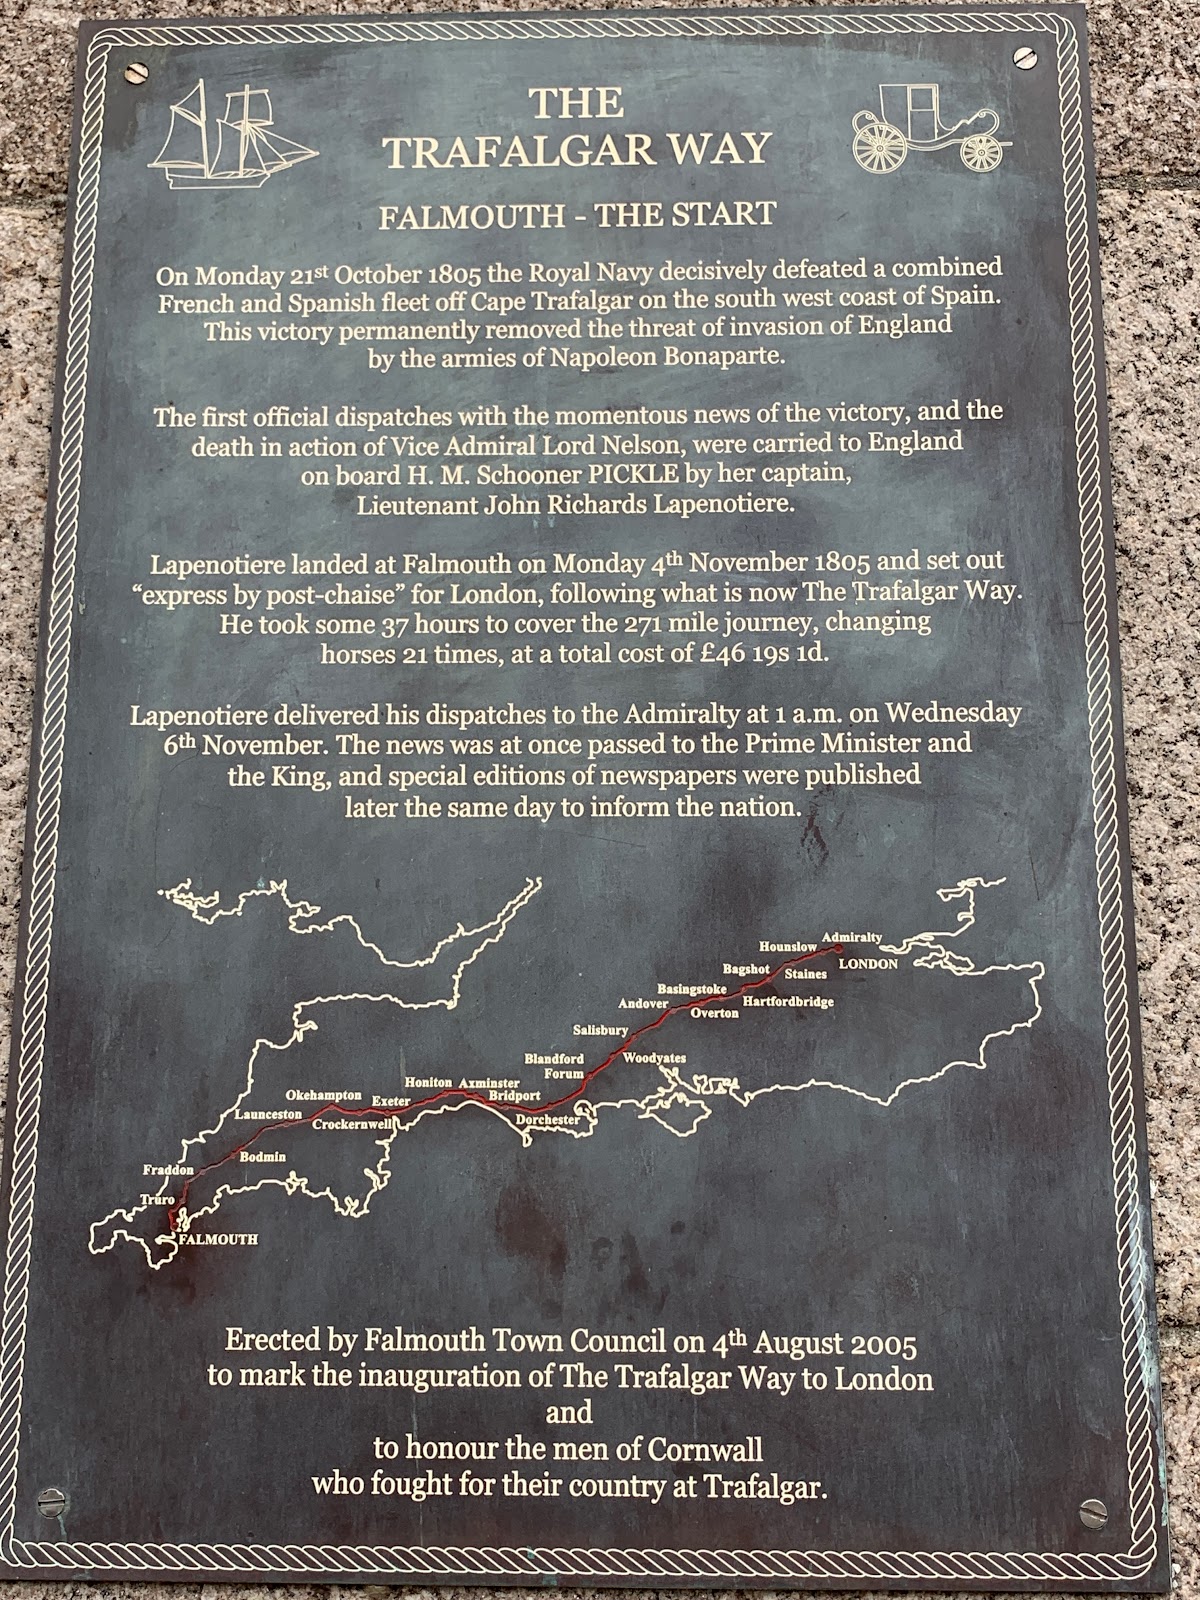 THE
TRAFALGAR WAY
FALMOUTH - THE START
On Monday 21st October 1805 the Royal Navy decisively defeated a combined
French and Spanish fleet off Cape Trafalgar on the south west coast of Spain.
This victory permanently removed the threat of invasion of England
by the armies of Napoleon Bonaparte.
The first official dispatches with the momentous news of the victory, and the
death in action of Vice Admiral Lord Nelson, were carried to England
on board H. M. Schooner PICKLE by her captain,
Lieutenant John Richards Lapenotiere.
Lapenotiere landed at Falmouth on Monday 4th November 1805 and set out
“express by post-chaise” for London, following what is now The Trafalgar Way.
He took some 37 hours to cover the 271 mile journey, changing
horses 21 times, at a total cost of £46 19s 1d.
Lapenotiere delivered his dispatches to the Admiralty at 1 a.m. on Wednesday
6th November. The news was at once passed to the Prime Minister and
the King, and special editions of newspapers were published
later the same day to inform the nation.
Admiralty
Hounslow
LONDON
Bagshot
Staines
Basingstoke
Hartfordbridge
Andover
Overton
Salisbury
Woodyates
Blandford
Forum
Honiton
Axminster
Bridport
Dorchester
Okehampton
Exeter
Launceston
Crockernwell
Bodmin
Fraddon
Truro
FALMOUTH
Erected by Falmouth Town Council on 4th August 2005
to mark the inauguration of The Trafalgar Way to London
and
to honour the men of Cornwall
who fought for their country at Trafalgar.